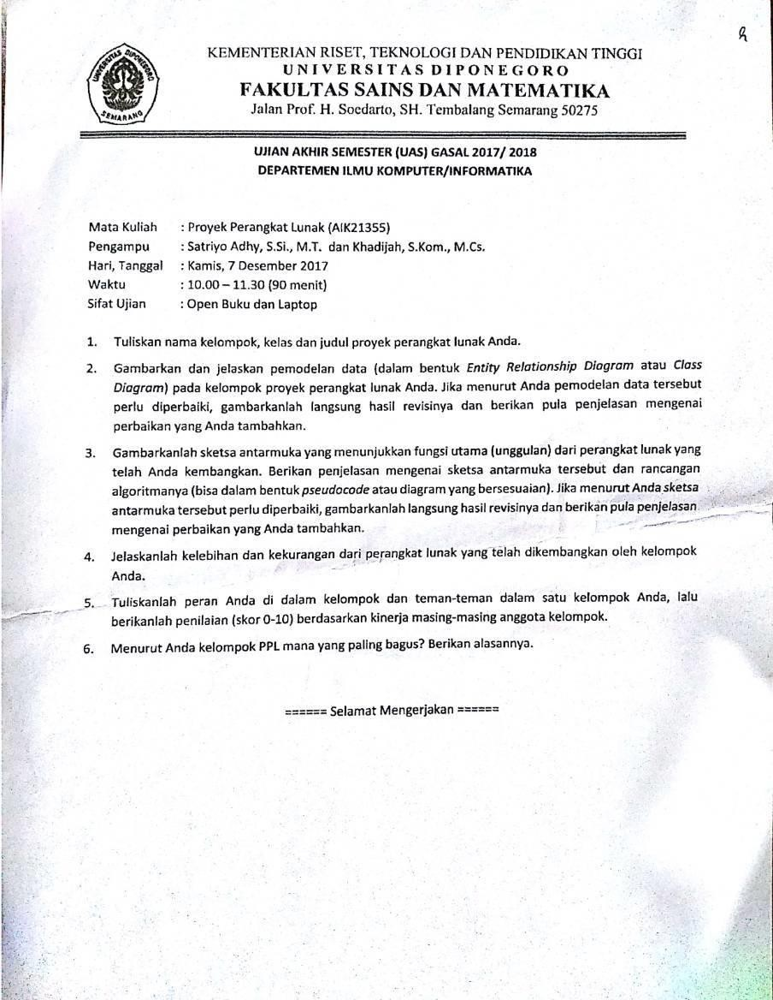 KEMENTERIAN RISET, TEKNOLOGI DAN PENDIDIKAN TINGGI
UNIVERSITAS DIPONEGORO
FAKULTAS SAINS DAN MATEMATIKA
Jalan Prof. H. Soedarto, SH. Tembalang Semarang 50275
UNIVERSITAS DIPONEGORO
SEMARANG
UJIAN AKHIR SEMESTER (UAS) GASAL 2017/ 2018
DEPARTEMEN ILMU KOMPUTER/INFORMATIKA
Mata Kuliah : Proyek Perangkat Lunak (AIK21355)
Pengampu : Satriyo Adhy, S.Si., M.T. dan Khadijah, S.Kom., M.Cs.
Hari, Tanggal : Kamis, 7 Desember 2017
Waktu : 10.00 – 11.30 (90 menit)
Sifat Ujian : Open Buku dan Laptop
1. Tuliskan nama kelompok, kelas dan judul proyek perangkat lunak Anda.
2. Gambarkan dan jelaskan pemodelan data (dalam bentuk Entity Relationship Diagram atau Class
Diagram) pada kelompok proyek perangkat lunak Anda. Jika menurut Anda pemodelan data tersebut
perlu diperbaiki, gambarkanlah langsung hasil revisinya dan berikan pula penjelasan mengenai
perbaikan yang Anda tambahkan.
3. Gambarkanlah sketsa antarmuka yang menunjukkan fungsi utama (unggulan) dari perangkat lunak yang
telah Anda kembangkan. Berikan penjelasan mengenai sketsa antarmuka tersebut dan rancangan
algoritmanya (bisa dalam bentuk pseudocode atau diagram yang bersesuaian). Jika menurut Anda sketsa
antarmuka tersebut perlu diperbaiki, gambarkanlah langsung hasil revisinya dan berikan pula penjelasan
mengenai perbaikan yang Anda tambahkan.
4. Jelaskanlah kelebihan dan kekurangan dari perangkat lunak yang telah dikembangkan oleh kelompok
Anda.
5. Tuliskanlah peran Anda di dalam kelompok dan teman-teman dalam satu kelompok Anda, lalu
berikanlah penilaian (skor 0-10) berdasarkan kinerja masing-masing anggota kelompok.
6. Menurut Anda kelompok PPL mana yang paling bagus? Berikan alasannya.
====== Selamat Mengerjakan ======